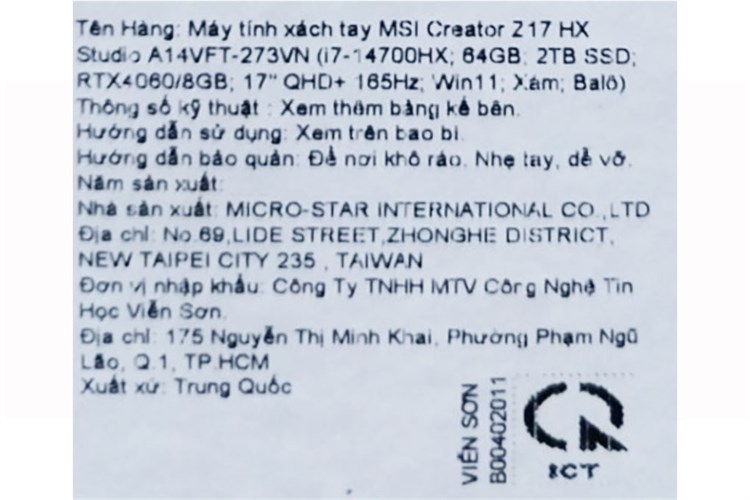 Tên Hàng: Máy tính xách tay MSI Creator Z17 HX
Studio A14VFT-273VN (i7-14700HX; 64GB; 2TB SSD;
RTX4060/8GB; 17" QHD+ 165Hz; Win11; Xám; Balô)
Thông số kỹ thuật : Xem thêm bảng kế bên.
Hướng dẫn sử dụng: Xem trên bao bì.
Hướng dẫn bảo quản: Để nơi khô ráo. Nhẹ tay, dễ vỡ.
Năm sản xuất:
Nhà sản xuất: MICRO-STAR INTERNATIONAL CO.,LTD
Địa chỉ: No.69,LIDE STREET,ZHONGHE DISTRICT,
NEW TAIPEI CITY 235 , TAIWAN
Đơn vị nhập khẩu: Công Ty TNHH MTV Công Nghệ Tin
Học Viễn Sơn.
Địa chỉ: 175 Nguyễn Thị Minh Khai, Phường Phạm Ngũ
Lão, Q.1, TP.HCM
Xuất xứ: Trung Quốc
VIỄN SƠN
B00402011
ICT